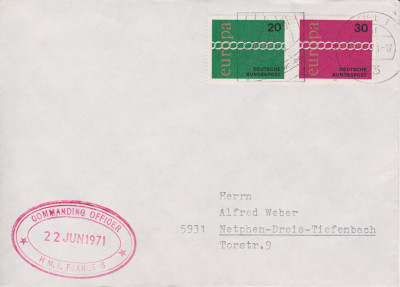 europa
20
DEUTSCHE
BUNDESPOST
europa
30
DEUTSCHE
BUNDESPOST
COMMANDING OFFICER
22 JUN 1971
H.M.S. FEARLESS
Herrn
Alfred Weber
5931 Netphen-Dreis-Tiefenbach
Torstr.9